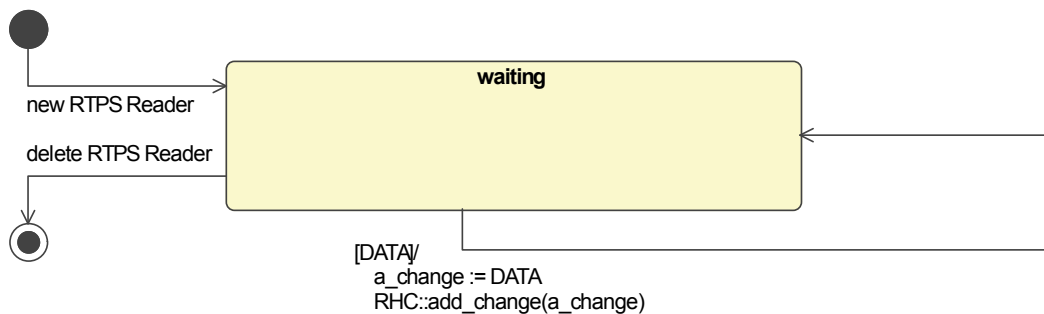 waiting
new RTPS Reader
delete RTPS Reader
[DATA]/
a_change := DATA
RHC::add_change(a_change)